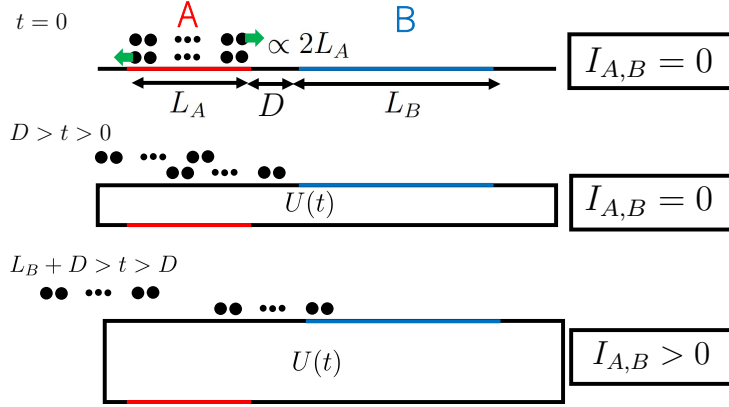 A
B
t = 0
∝ 2L_A
I_{A,B} = 0
L_A
D
L_B
D > t > 0
U(t)
I_{A,B} = 0
L_B + D > t > D
U(t)
I_{A,B} > 0